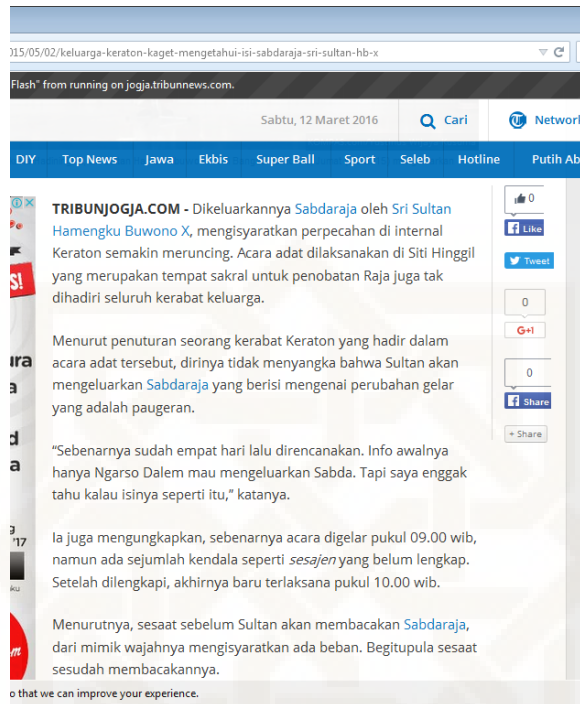 015/05/02/keluarga-keraton-kaget-mengetahui-isi-sabdaraja-sri-sultan-hb-x
Flash" from running on jogja.tribunnews.com.
Sabtu, 12 Maret 2016
Cari
Network
DIY Top News Jawa Ekbis Super Ball Sport Seleb Hotline Putih Ab
TRIBUNJOGJA.COM - Dikeluarkannya Sabdaraja oleh Sri Sultan
Hamengku Buwono X, mengisyaratkan perpecahan di internal
Keraton semakin meruncing. Acara adat dilaksanakan di Siti Hinggil
yang merupakan tempat sakral untuk penobatan Raja juga tak
dihadiri seluruh kerabat keluarga.
Menurut penuturan seorang kerabat Keraton yang hadir dalam
acara adat tersebut, dirinya tidak menyangka bahwa Sultan akan
mengeluarkan Sabdaraja yang berisi mengenai perubahan gelar
yang adalah paugeran.
“Sebenarnya sudah empat hari lalu direncanakan. Info awalnya
hanya Ngarso Dalem mau mengeluarkan Sabda. Tapi saya enggak
tahu kalau isinya seperti itu,” katanya.
Ia juga mengungkapkan, sebenarnya acara digelar pukul 09.00 wib,
namun ada sejumlah kendala seperti sesajen yang belum lengkap.
Setelah dilengkapi, akhirnya baru terlaksana pukul 10.00 wib.
Menurutnya, sesaat sebelum Sultan akan membacakan Sabdaraja,
dari mimik wajahnya mengisyaratkan ada beban. Begitupula sesaat
sesudah membacakannya.
0
Like
Tweet
0
G+1
0
Share
+ Share
S!
ura
a
d
a
g
'17
ku
m
o that we can improve your experience.